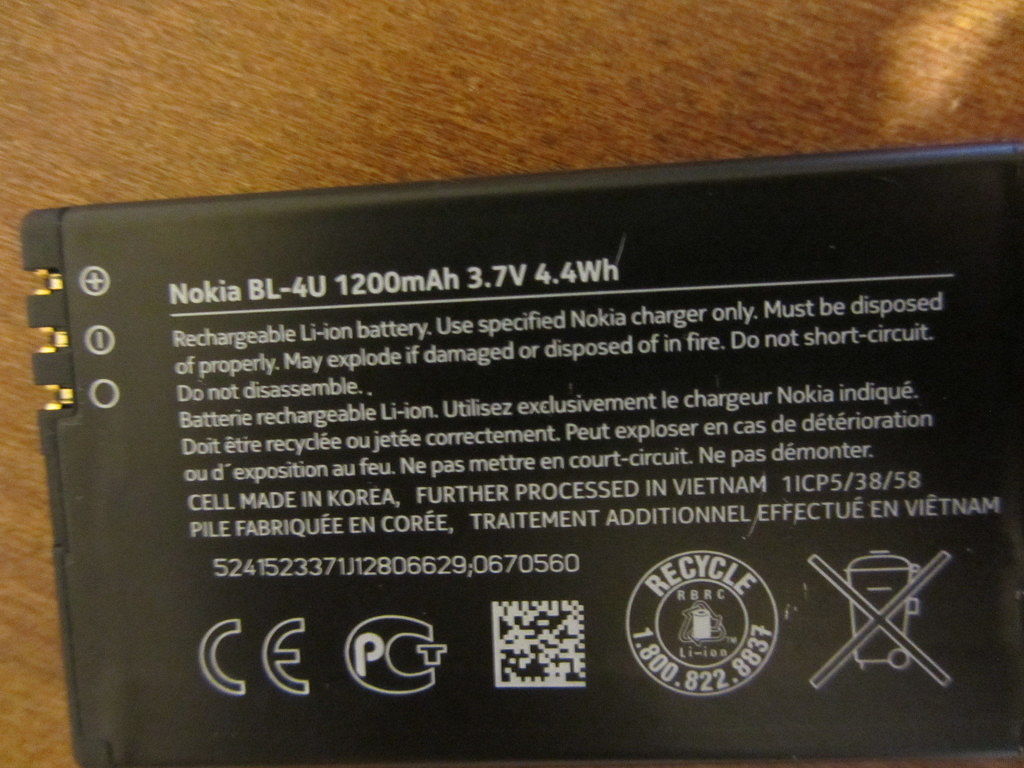 Nokia BL-4U 1200mAh 3.7V 4.4Wh
Rechargeable Li-ion battery. Use specified Nokia charger only. Must be disposed
of properly. May explode if damaged or disposed of in fire. Do not short-circuit.
Do not disassemble. .
Batterie rechargeable Li-ion. Utilisez exclusivement le chargeur Nokia indiqué.
Doit être recyclée ou jetée correctement. Peut exploser en cas de détérioration
ou d´exposition au feu. Ne pas mettre en court-circuit. Ne pas démonter.
CELL MADE IN KOREA, FURTHER PROCESSED IN VIETNAM 1ICP5/38/58
PILE FABRIQUÉE EN CORÉE, TRAITEMENT ADDITIONNEL EFFECTUÉ EN VIÊTNAM
5241523371J12806629;0670560
CE
PCT
RECYCLE
RBRC
TM
Li-ion
1.800.822.8837